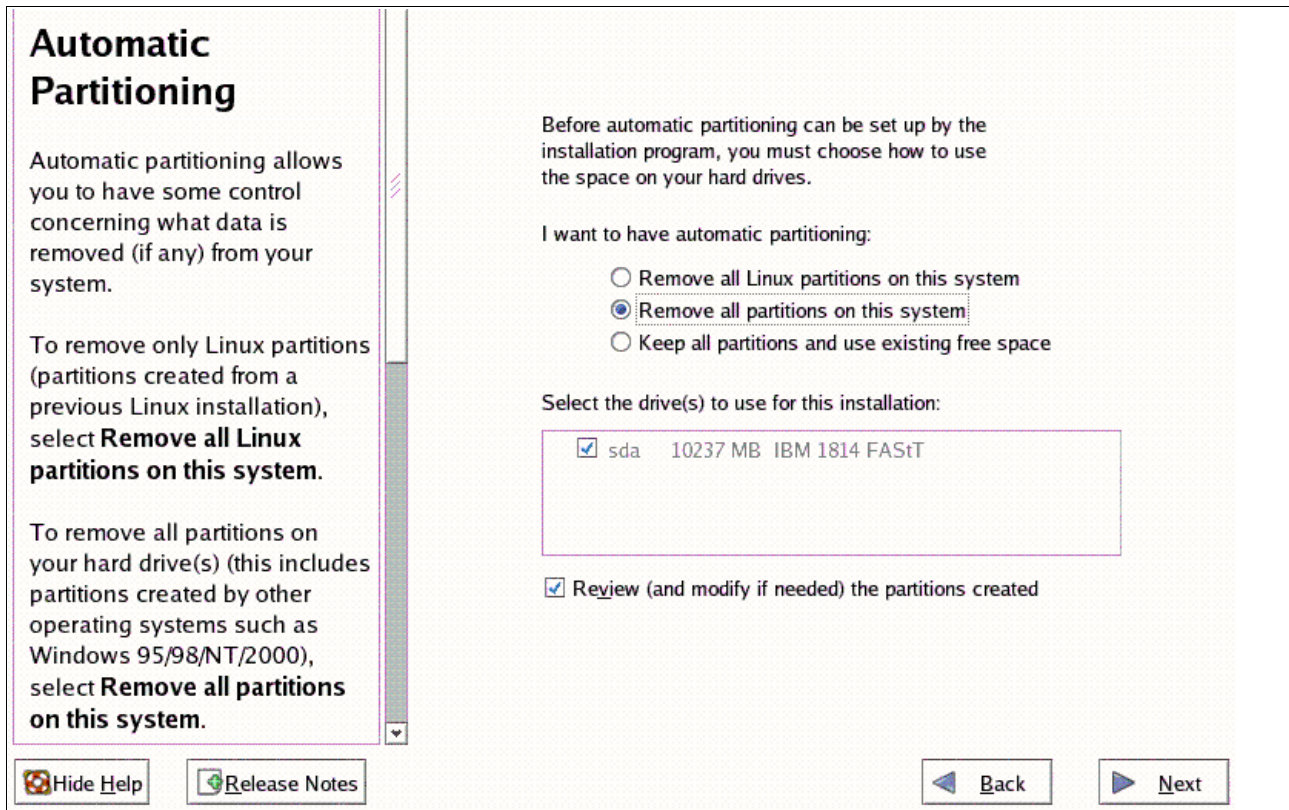 Automatic
Partitioning
Automatic partitioning allows
you to have some control
concerning what data is
removed (if any) from your
system.
To remove only Linux partitions
(partitions created from a
previous Linux installation),
select Remove all Linux
partitions on this system.
To remove all partitions on
your hard drive(s) (this includes
partitions created by other
operating systems such as
Windows 95/98/NT/2000),
select Remove all partitions
on this system.
Before automatic partitioning can be set up by the
installation program, you must choose how to use
the space on your hard drives.
I want to have automatic partitioning:
Remove all Linux partitions on this system
Remove all partitions on this system
Keep all partitions and use existing free space
Select the drive(s) to use for this installation:
sda 10237 MB IBM 1814 FAStT
Review (and modify if needed) the partitions created
Hide Help
Release Notes
Back
Next